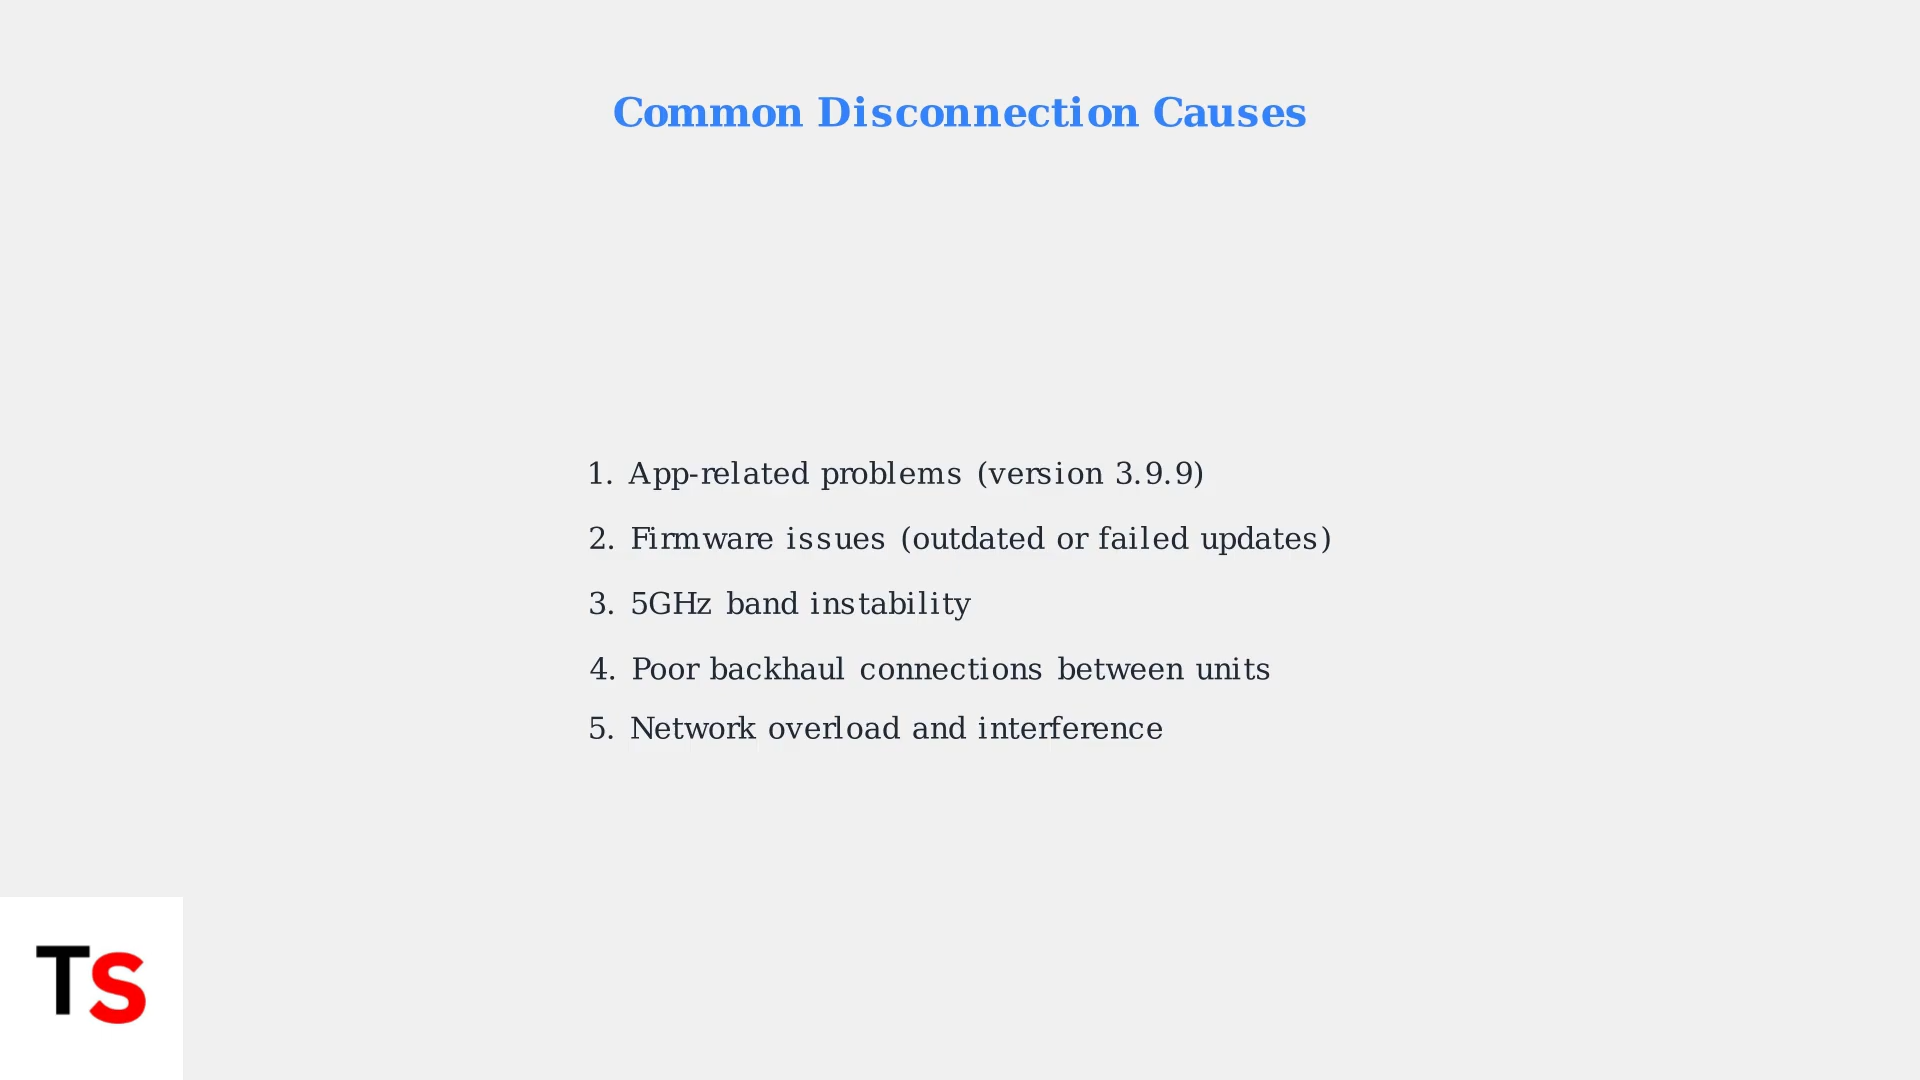 Common Disconnection Causes
1. App-related problems (version 3.9.9)
2. Firmware issues (outdated or failed updates)
3. 5GHz band instability
4. Poor backhaul connections between units
5. Network overload and interference
TS